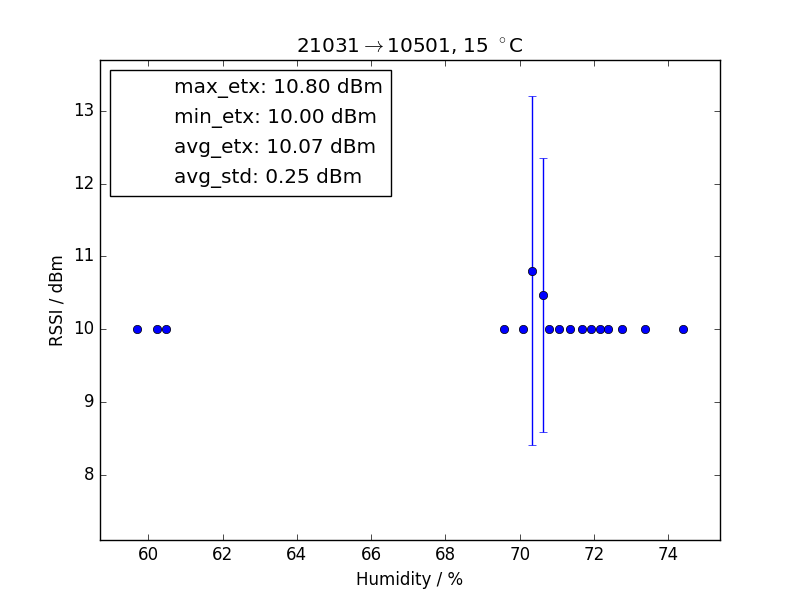 21031→10501, 15 °C
max_etx: 10.80 dBm
min_etx: 10.00 dBm
avg_etx: 10.07 dBm
avg_std: 0.25 dBm
RSSI / dBm
13
12
11
10
9
8
60 62 64 66 68 70 72 74
Humidity / %